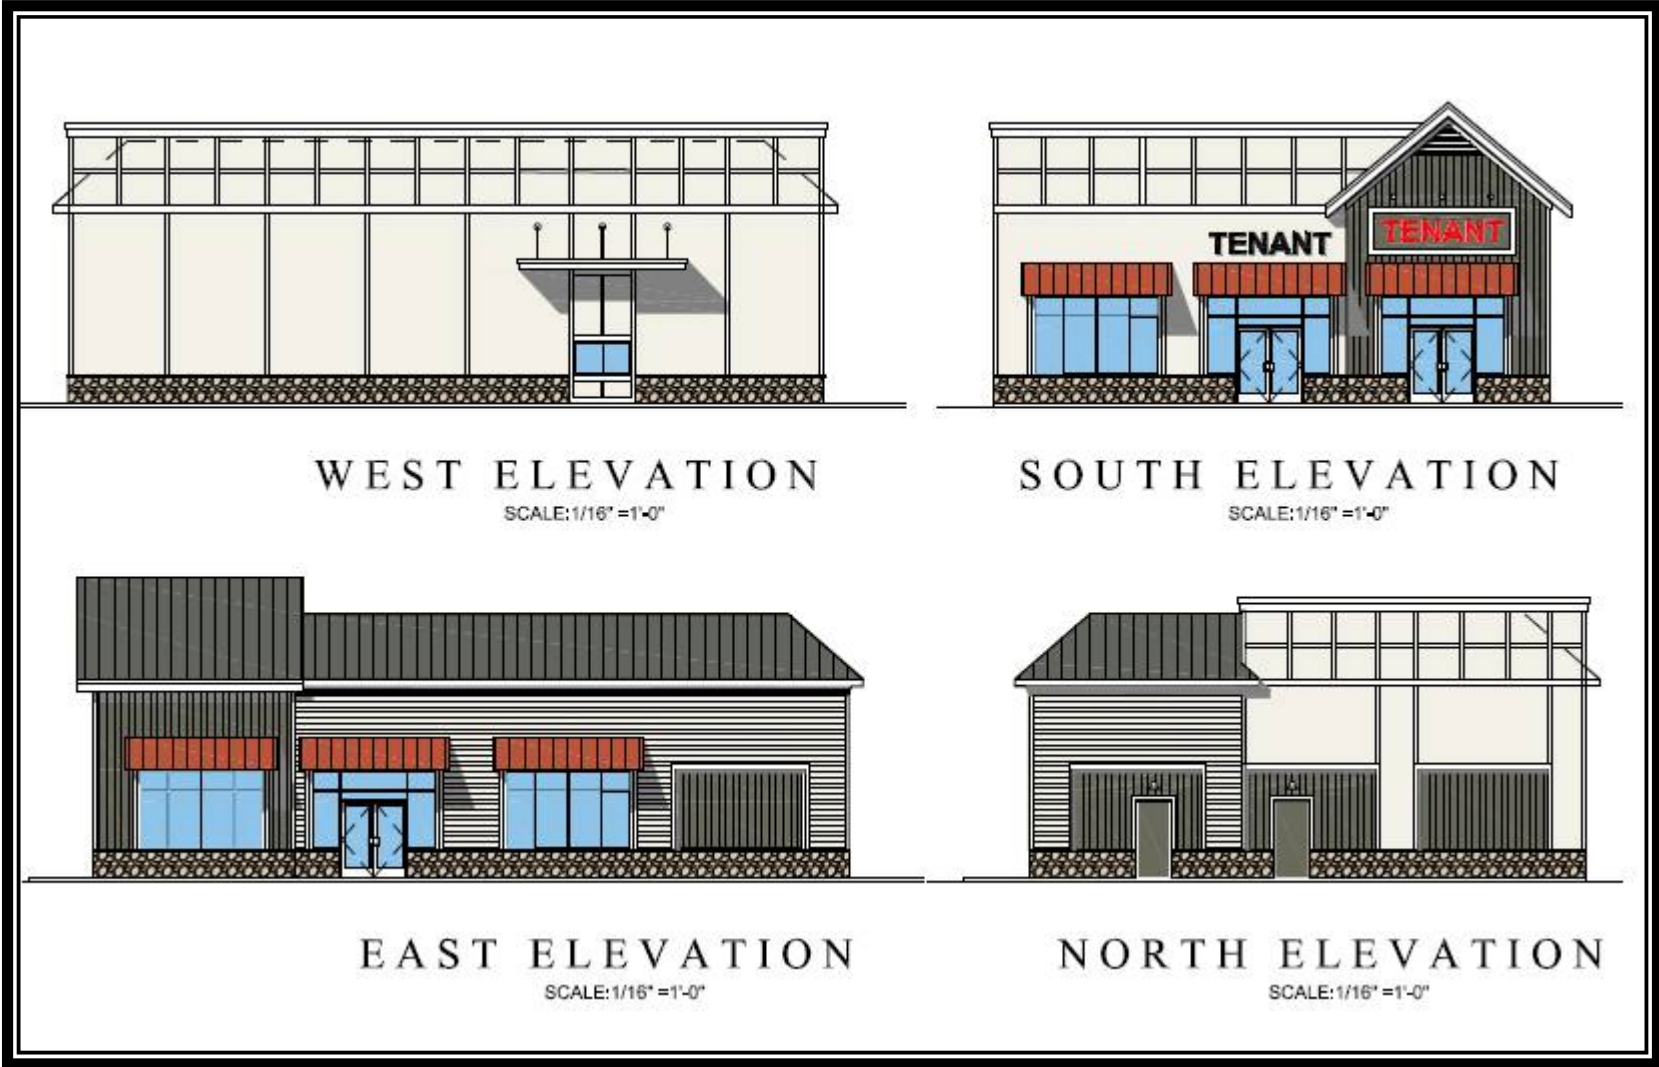 TENANT
TENANT
WEST ELEVATION
SCALE:1/16" =1'-0"
SOUTH ELEVATION
SCALE:1/16" =1'-0"
EAST ELEVATION
SCALE:1/16" =1'-0"
NORTH ELEVATION
SCALE:1/16" =1'-0"